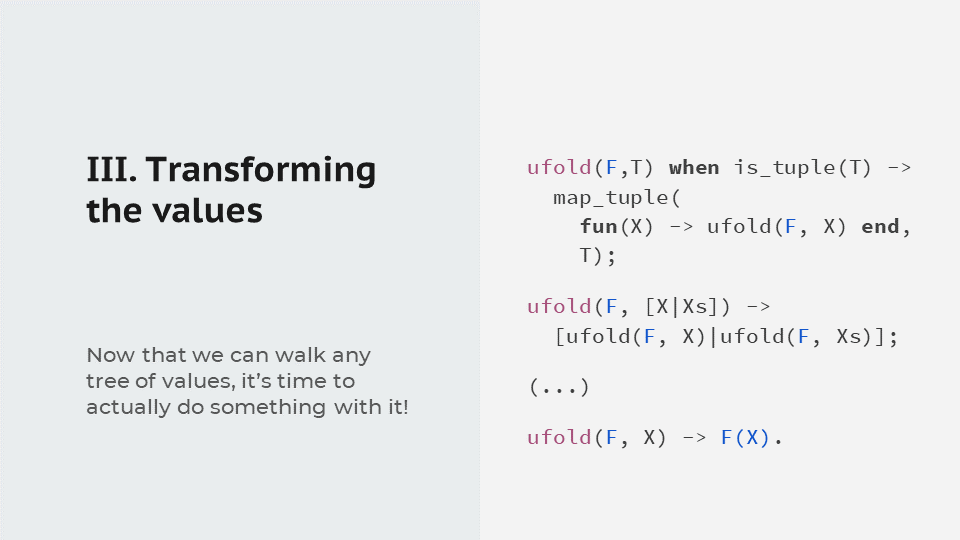 III. Transforming
the values
Now that we can walk any
tree of values, it’s time to
actually do something with it!
ufold(F,T) when is_tuple(T) ->
  map_tuple(
    fun(X) -> ufold(F, X) end,
    T);
ufold(F, [X|Xs]) ->
  [ufold(F, X)|ufold(F, Xs)];
(...)
ufold(F, X) -> F(X).